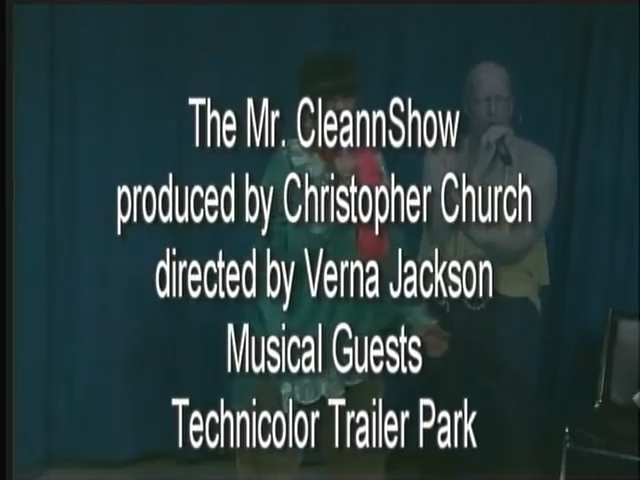 The Mr. CleannShow
produced by Christopher Church
directed by Verna Jackson
Musical Guests
Technicolor Trailer Park